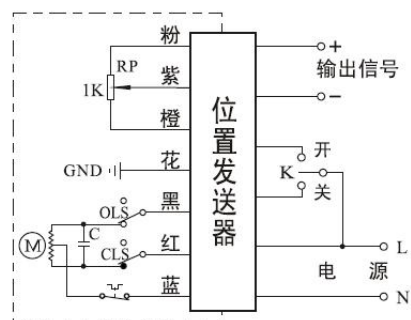 粉
RP
紫
1K
橙
GND
花
黑
OLS
C
M
红
CLS
蓝
位置发送器
+
输出信号
−
开
K
关
L
电 源
N